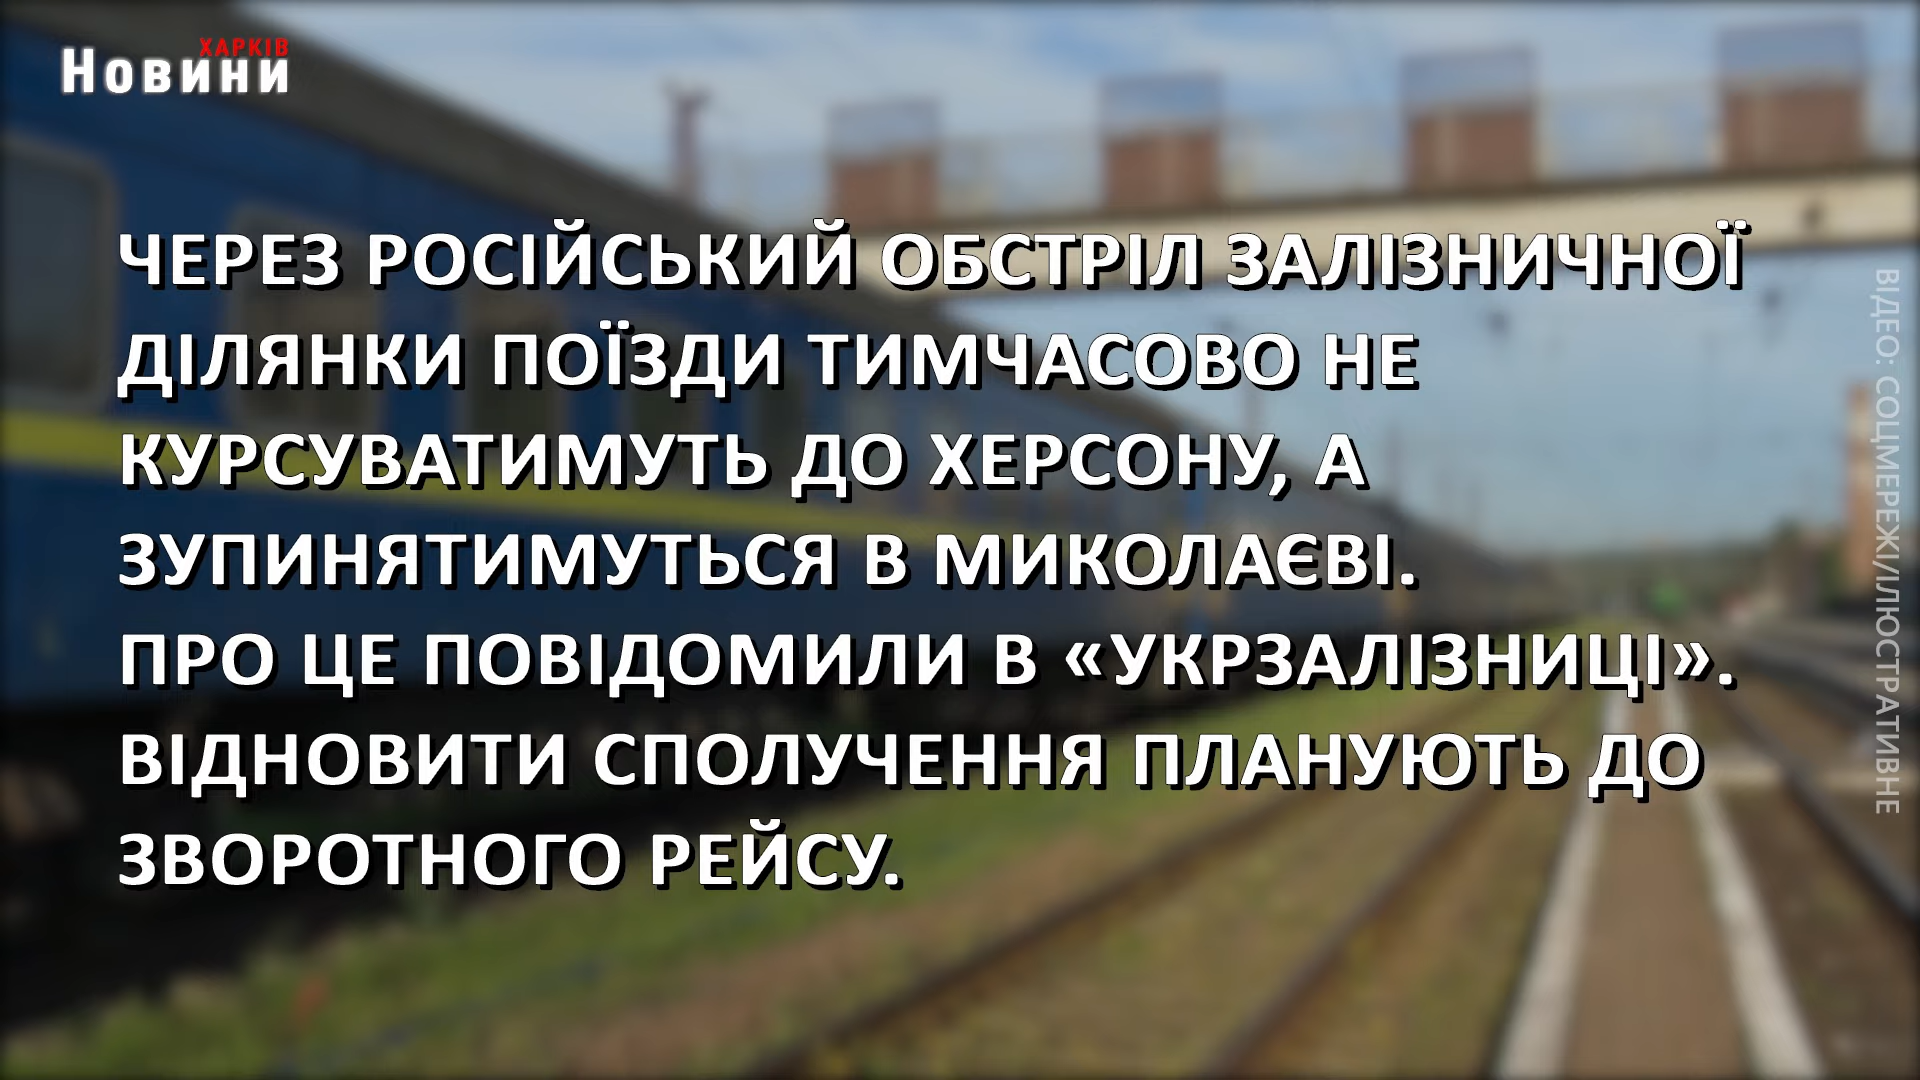 ХАРКІВ
Новини
ЧЕРЕЗ РОСІЙСЬКИЙ ОБСТРІЛ ЗАЛІЗНИЧНОЇ
ДІЛЯНКИ ПОЇЗДИ ТИМЧАСОВО НЕ
КУРСУВАТИМУТЬ ДО ХЕРСОНУ, А
ЗУПИНЯТИМУТЬСЯ В МИКОЛАЄВІ.
ПРО ЦЕ ПОВІДОМИЛИ В «УКРЗАЛІЗНИЦІ».
ВІДНОВИТИ СПОЛУЧЕННЯ ПЛАНУЮТЬ ДО
ЗВОРОТНОГО РЕЙСУ.
ВІДЕО: СОЦМЕРЕЖІ/ІЛЮСТРАТИВНЕ